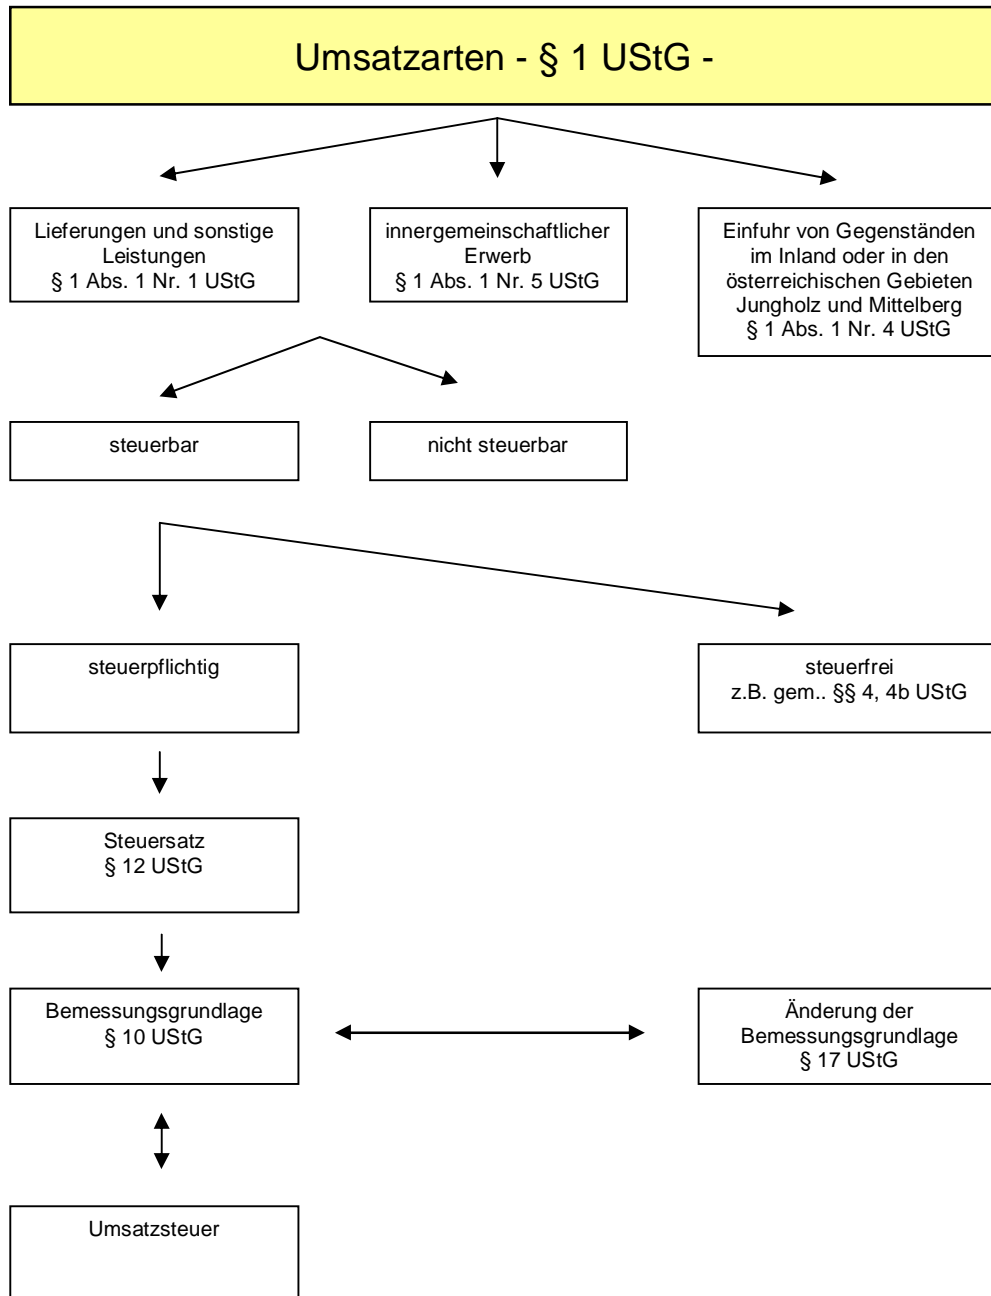 Umsatzarten - § 1 UStG -
Lieferungen und sonstige
Leistungen
§ 1 Abs. 1 Nr. 1 UStG
innergemeinschaftlicher
Erwerb
§ 1 Abs. 1 Nr. 5 UStG
Einfuhr von Gegenständen
im Inland oder in den
österreichischen Gebieten
Jungholz und Mittelberg
§ 1 Abs. 1 Nr. 4 UStG
steuerbar
nicht steuerbar
steuerpflichtig
steuerfrei
z.B. gem.. §§ 4, 4b UStG
Steuersatz
§ 12 UStG
Bemessungsgrundlage
§ 10 UStG
Änderung der
Bemessungsgrundlage
§ 17 UStG
Umsatzsteuer